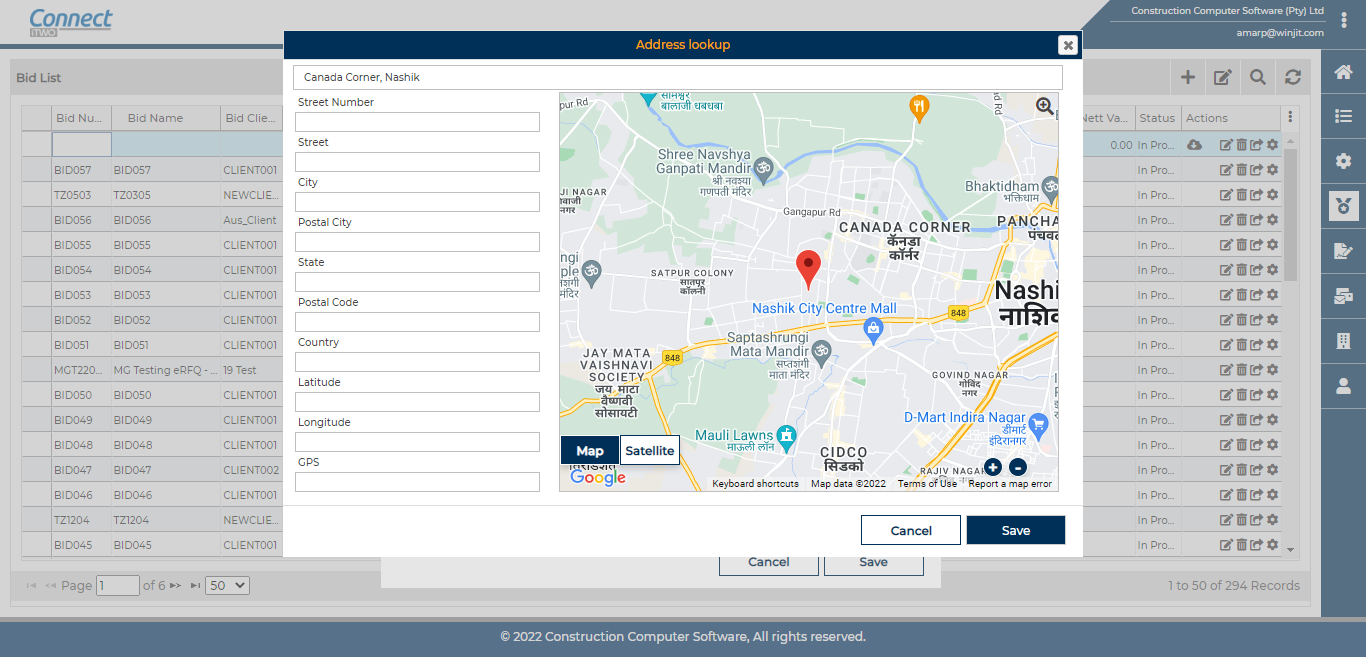 Connect
iTWO
Construction Computer Software (Pty) Ltd
amarp@winjit.com
Address lookup
Bid List
Canada Corner, Nashik
Street Number
Street
City
Postal City
State
Postal Code
Country
Latitude
Longitude
GPS
pur Rd
सोमेश्वर
बालाजी धबधबा
Shree Navshya
Ganpati Mandir
श्री नवश्या
गणपती मंदिर
Bhaktidham
भक्तिधाम
JI NAGAR
नगर
Gangapur Rd
CANADA CORNER
कॅनडा
कॉर्नर
PANCHA
पंचवट
SATPUR COLONY
सातपूर
कॉलनी
Nashi
नाशिक
Nashik City Centre Mall
848
Saptashrungi
Mata Mandir
सप्तशृंगी
माता मंदिर
848
JAY MATA
VAISHNAVI
SOCIETY
जय माटा
वैष्णवी
सोसायटी
GOVIND NAGAR
गोविंद
नगर
D-Mart Indira Nagar
डीमार्ट
इंदिरानगर
Mauli Lawns
माऊली लॉन
CIDCO
सिडको
RAJIV NAGAR
Map
Satellite
Google
Keyboard shortcuts
Map data ©2022
Terms of Use
Report a map error
Cancel
Save
Bid Nu... Bid Name Bid Clie... Nett Va... Status Actions
0.00 In Pro...
BID057 BID057 CLIENT001 In Pro...
TZ0503 TZ0305 NEWCLIE... In Pro...
BID056 BID056 Aus_Client In Pro...
BID055 BID055 CLIENT001 In Pro...
BID054 BID054 CLIENT001 In Pro...
BID053 BID053 CLIENT001 In Pro...
BID052 BID052 CLIENT001 In Pro...
BID051 BID051 CLIENT001 In Pro...
MGT220... MG Testing eRFQ - ... 19 Test In Pro...
BID050 BID050 CLIENT001 In Pro...
BID049 BID049 CLIENT001 In Pro...
BID048 BID048 CLIENT001 In Pro...
BID047 BID047 CLIENT002 In Pro...
BID046 BID046 CLIENT001 In Pro...
TZ1204 TZ1204 NEWCLIE... In Pro...
BID045 BID045 CLIENT001 In Pro...
Cancel
Save
Page 1 of 6 50
1 to 50 of 294 Records
© 2022 Construction Computer Software, All rights reserved.